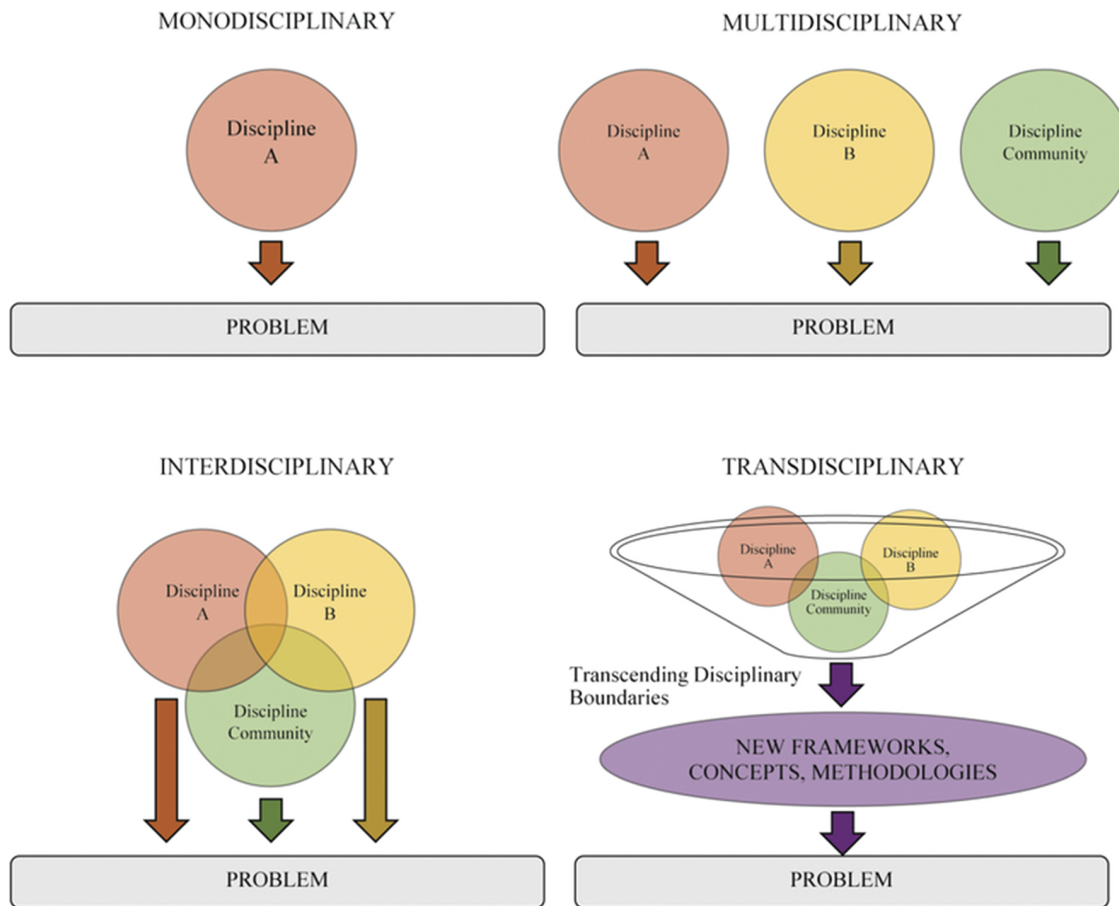 MONODISCIPLINARY
Discipline
A
PROBLEM
MULTIDISCIPLINARY
Discipline
A
Discipline
B
Discipline
Community
PROBLEM
INTERDISCIPLINARY
Discipline
A
Discipline
B
Discipline
Community
PROBLEM
TRANSDISCIPLINARY
Discipline
A
Discipline
B
Discipline
Community
Transcending Disciplinary
Boundaries
NEW FRAMEWORKS,
CONCEPTS, METHODOLOGIES
PROBLEM